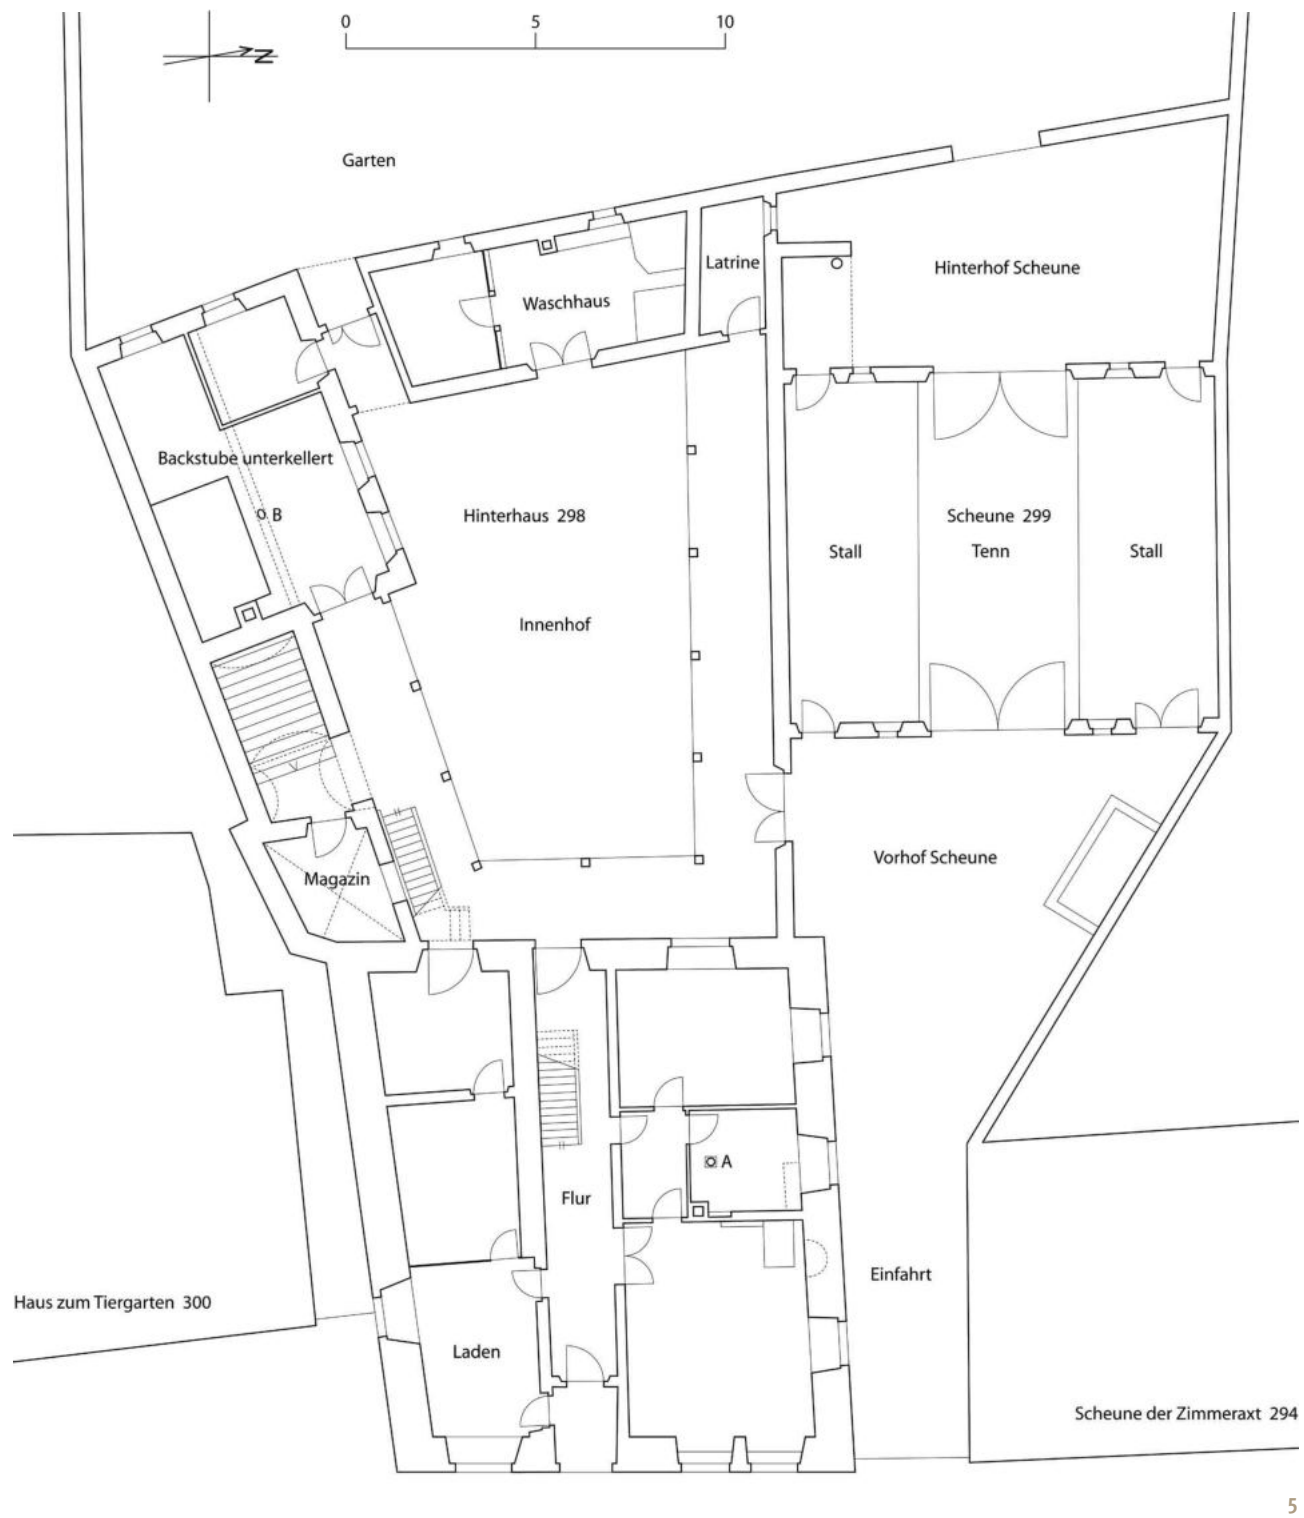 0 5 10
N
Garten
Latrine
Hinterhof Scheune
Waschhaus
Backstube unterkellert
B
Hinterhaus 298
Scheune 299
Stall
Tenn
Stall
Innenhof
Vorhof Scheune
Magazin
A
Flur
Einfahrt
Haus zum Tiergarten 300
Laden
Scheune der Zimmeraxt 294
5